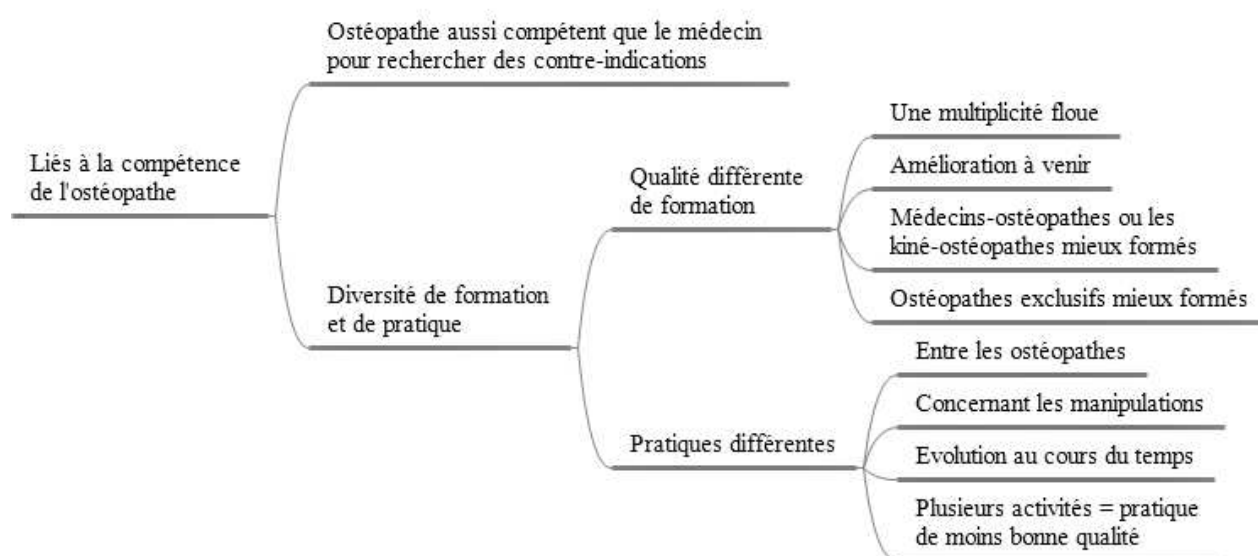 Ostéopathe aussi compétent que le médecin
pour rechercher des contre-indications
Liés à la compétence
de l'ostéopathe
Diversité de formation
et de pratique
Qualité différente
de formation
Une multiplicité floue
Amélioration à venir
Médecins-ostéopathes ou les
kiné-ostéopathes mieux formés
Ostéopathes exclusifs mieux formés
Pratiques différentes
Entre les ostéopathes
Concernant les manipulations
Evolution au cours du temps
Plusieurs activités = pratique
de moins bonne qualité